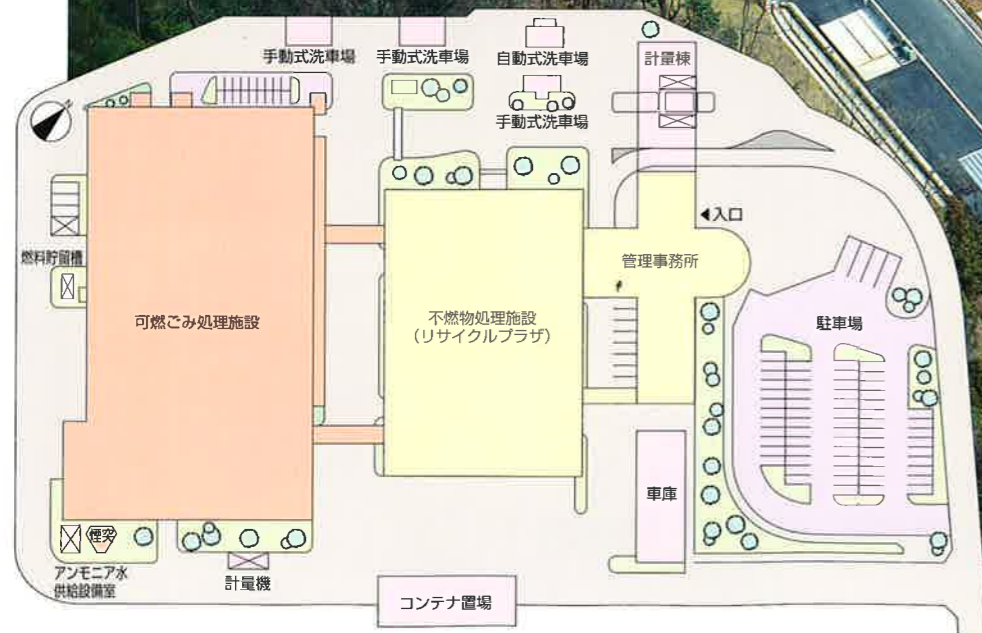 手動式洗車場
手動式洗車場
自動式洗車場
計量棟
手動式洗車場
◀入口
燃料貯留槽
管理事務所
可燃ごみ処理施設
不燃物処理施設
(リサイクルプラザ)
駐車場
車庫
煙突
アンモニア水
供給設備室
計量機
コンテナ置場